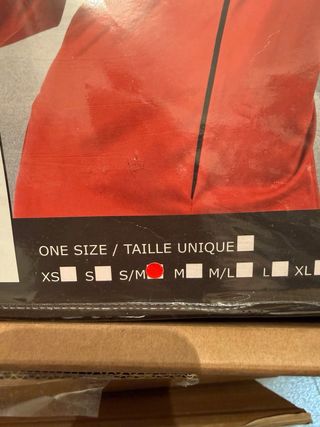 ONE SIZE / TAILLE UNIQUE
XS S S/M M M/L L XL